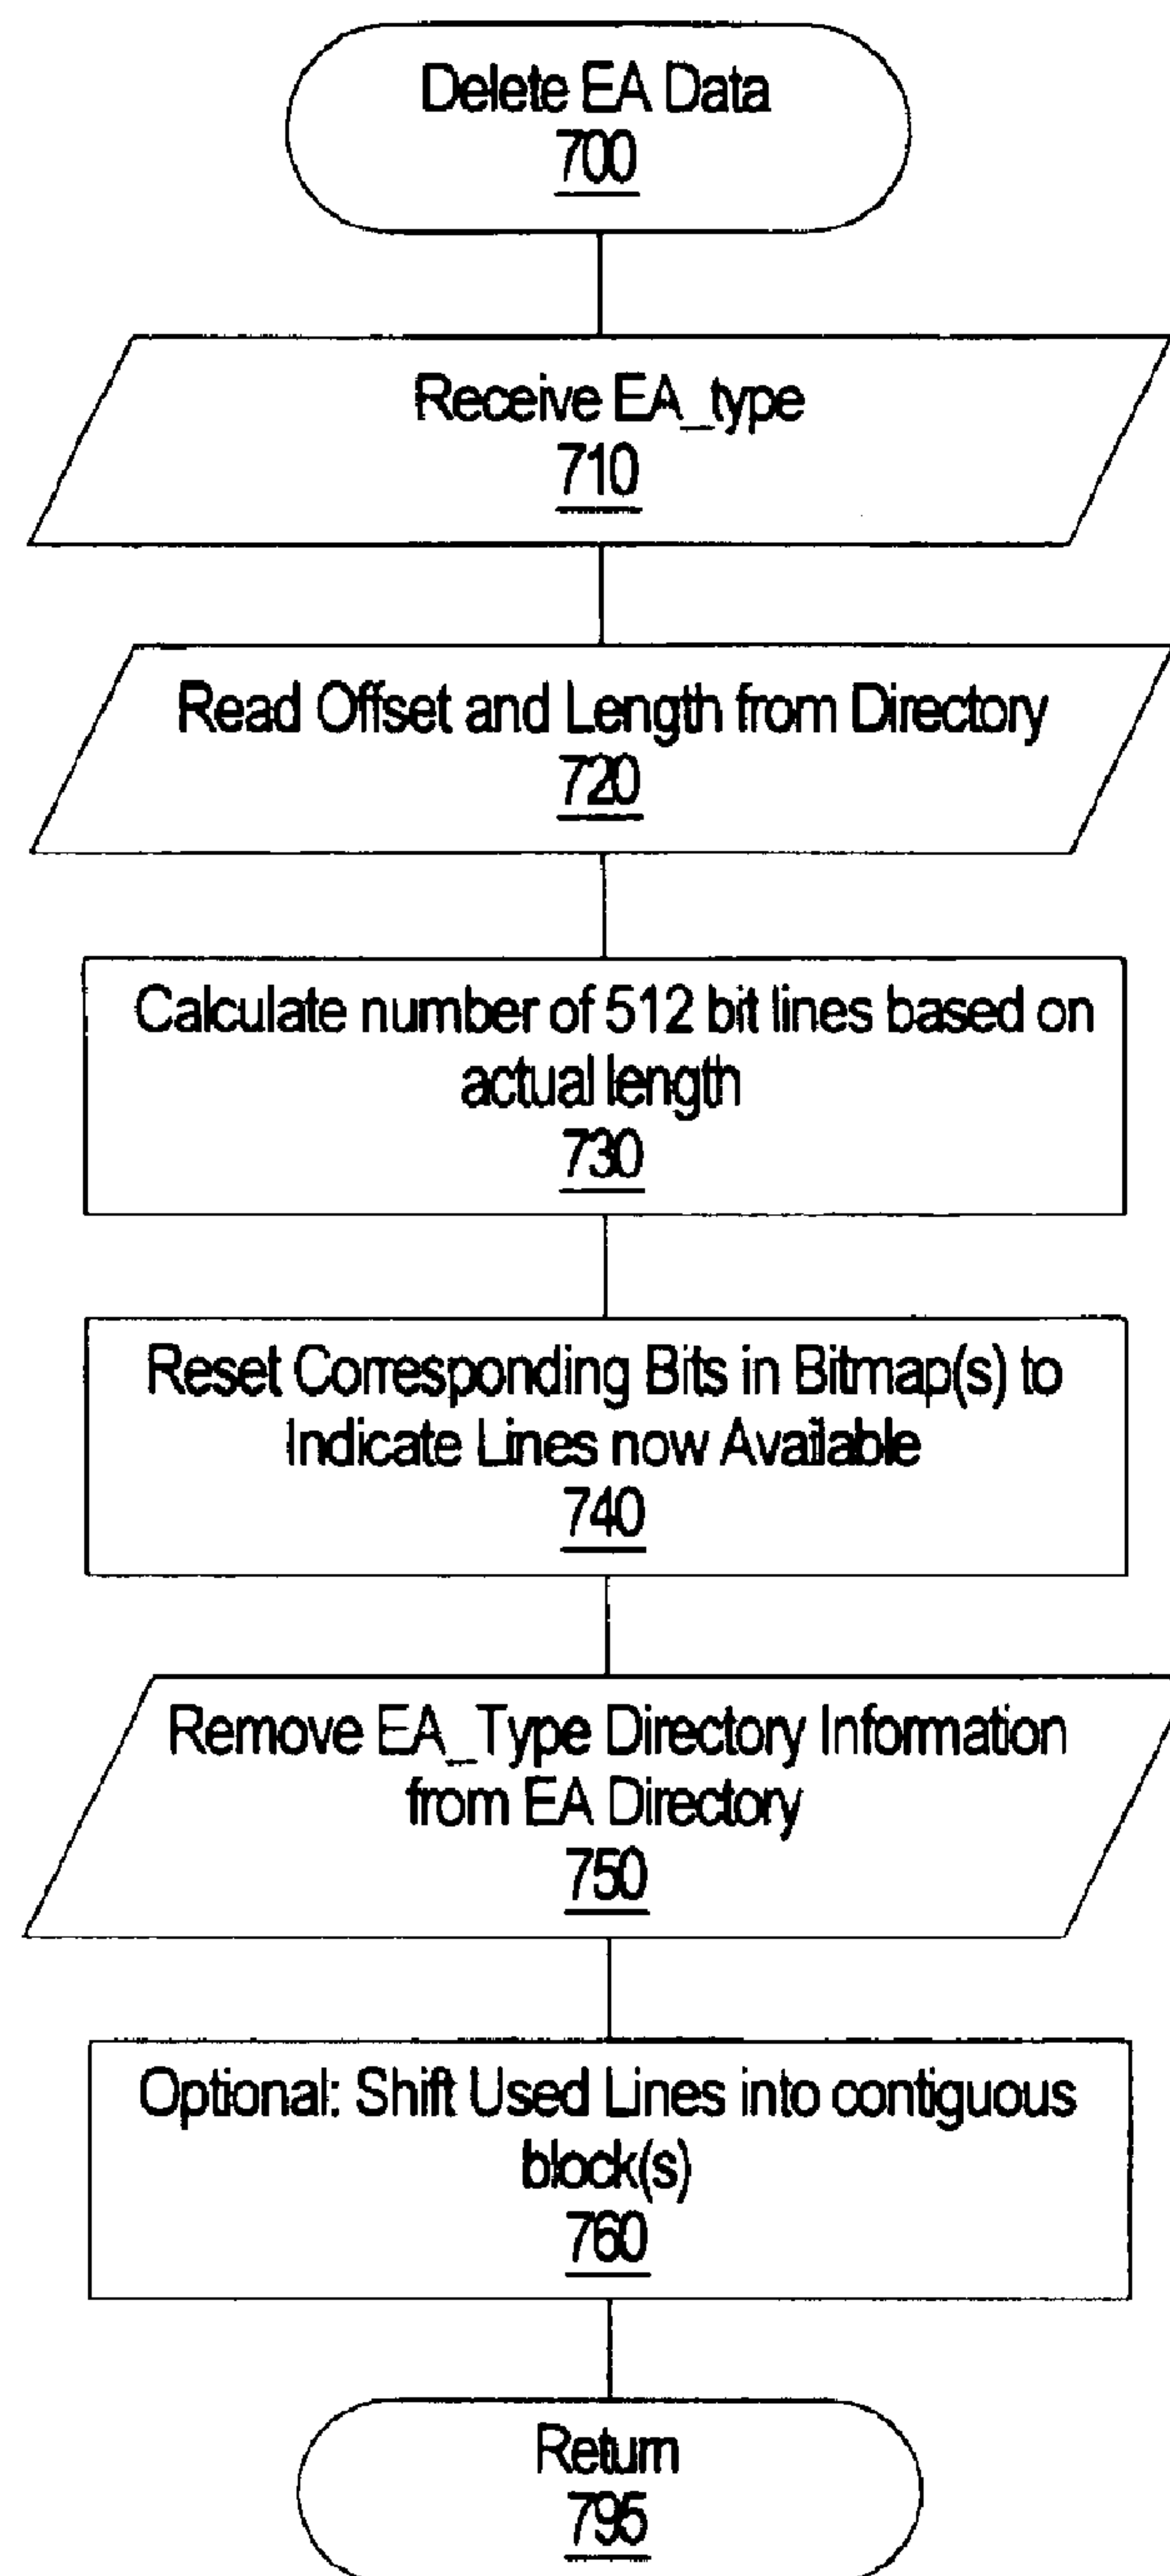 Delete EA Data
700
Receive EA_type
710
Read Offset and Length from Directory
720
Calculate number of 512 bit lines based on
actual length
730
Reset Corresponding Bits in Bitmap(s) to
Indicate Lines now Available
740
Remove EA_Type Directory Information
from EA Directory
750
Optional: Shift Used Lines into contiguous
block(s)
760
Return
795